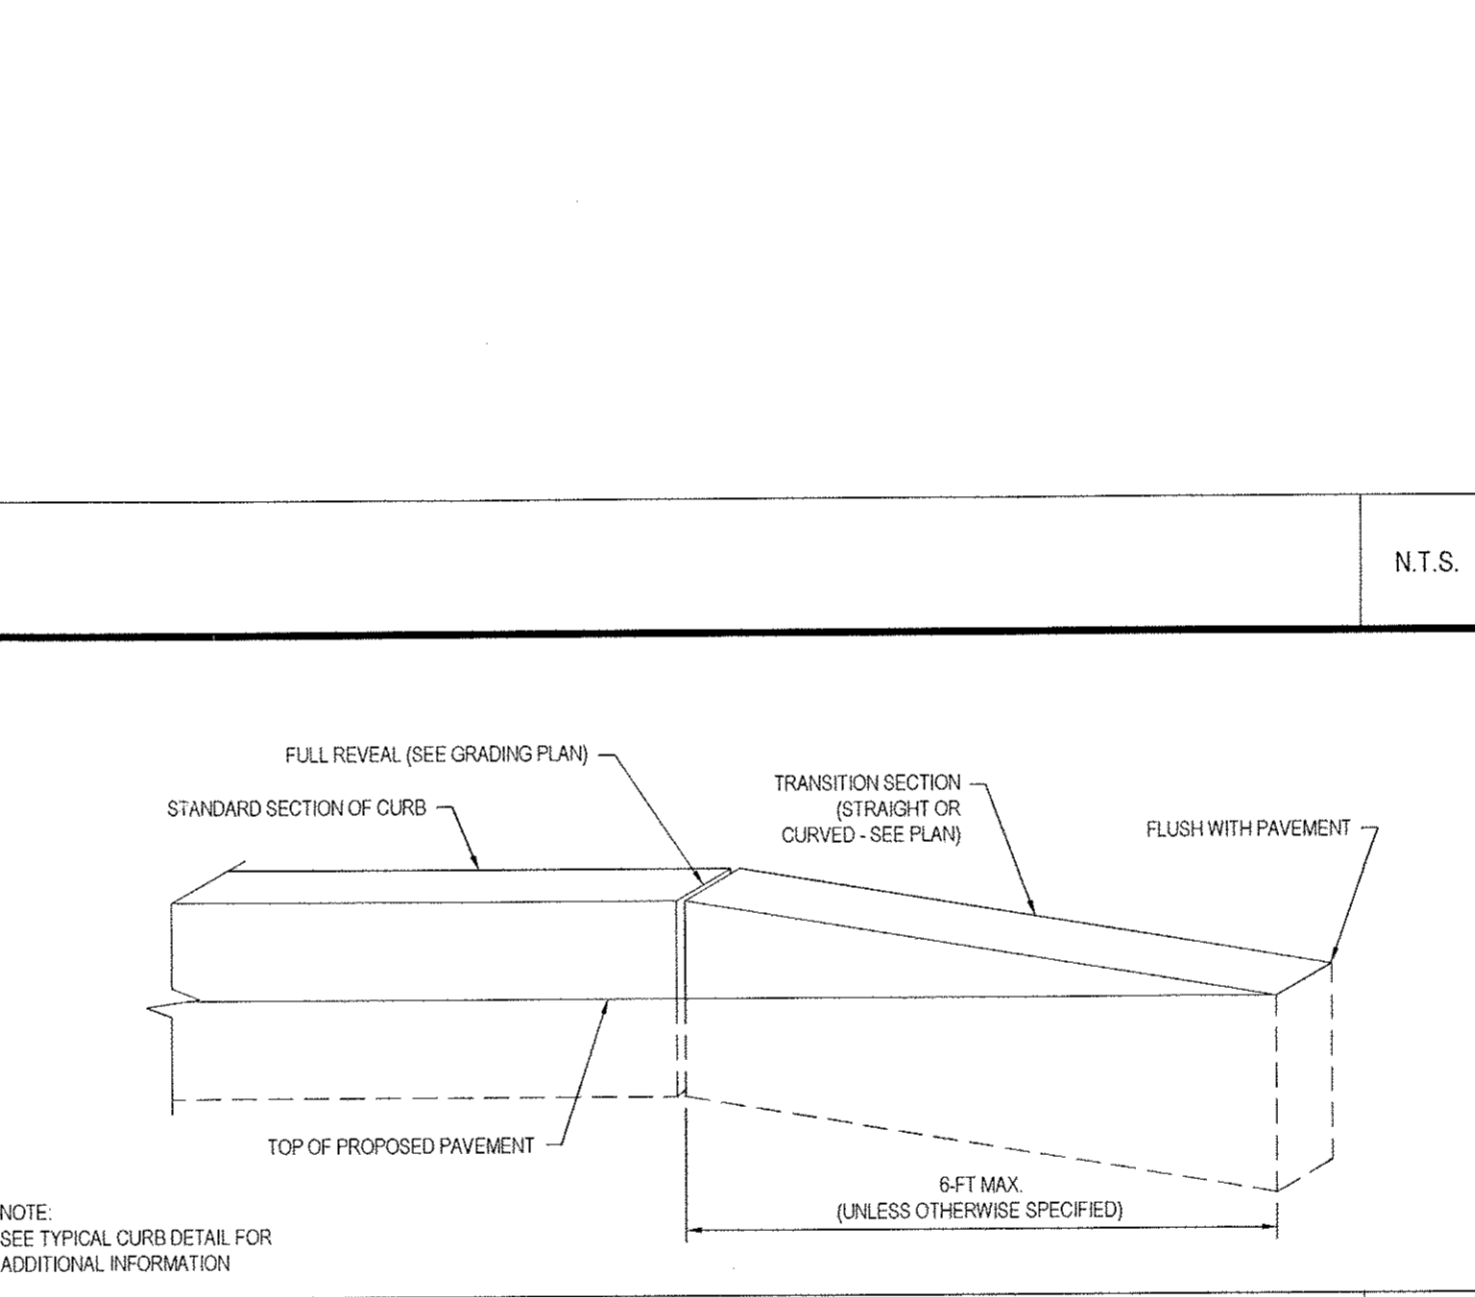 N.T.S.
FULL REVEAL (SEE GRADING PLAN)
STANDARD SECTION OF CURB
TRANSITION SECTION
(STRAIGHT OR
CURVED - SEE PLAN)
FLUSH WITH PAVEMENT
TOP OF PROPOSED PAVEMENT
6-FT MAX.
(UNLESS OTHERWISE SPECIFIED)
NOTE:
SEE TYPICAL CURB DETAIL FOR
ADDITIONAL INFORMATION